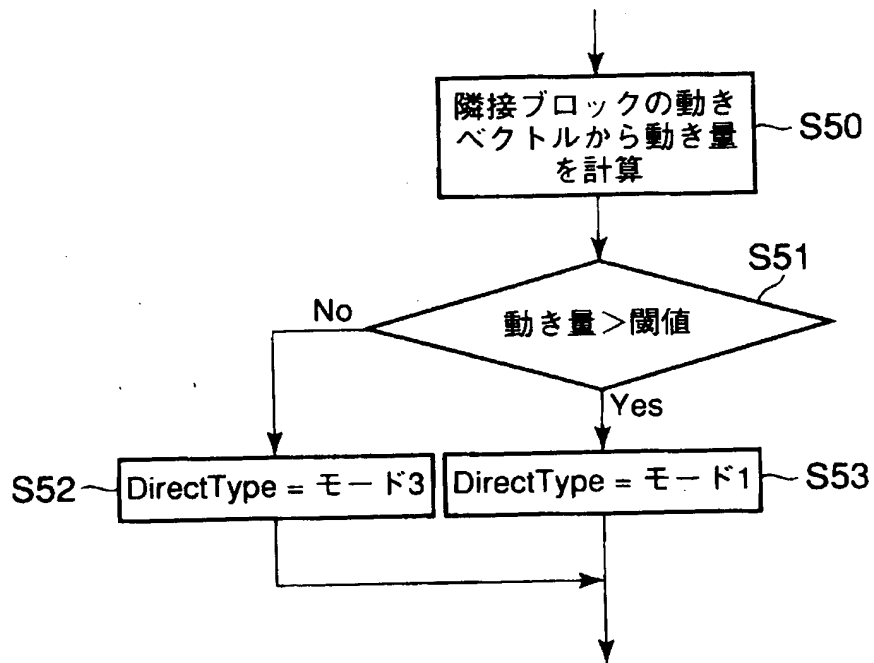 隣接ブロックの動き
ベクトルから動き量
を計算
S50
S51
動き量>閾値
No
Yes
S52
DirectType = モード3
DirectType = モード1
S53